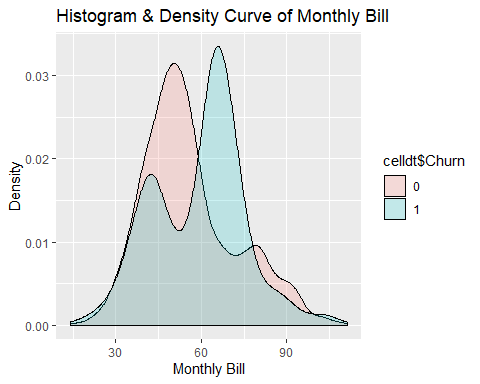 Histogram & Density Curve of Monthly Bill
0.03
0.02
0.01
0.00
Density
30 60 90
Monthly Bill
celldt$Churn
0
1